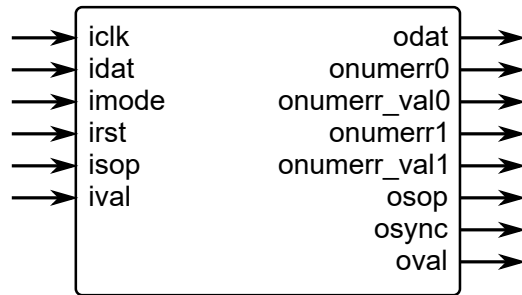 iclk odat
idat onumerr0
imode onumerr_val0
irst onumerr1
isop onumerr_val1
ival osop
osync
oval